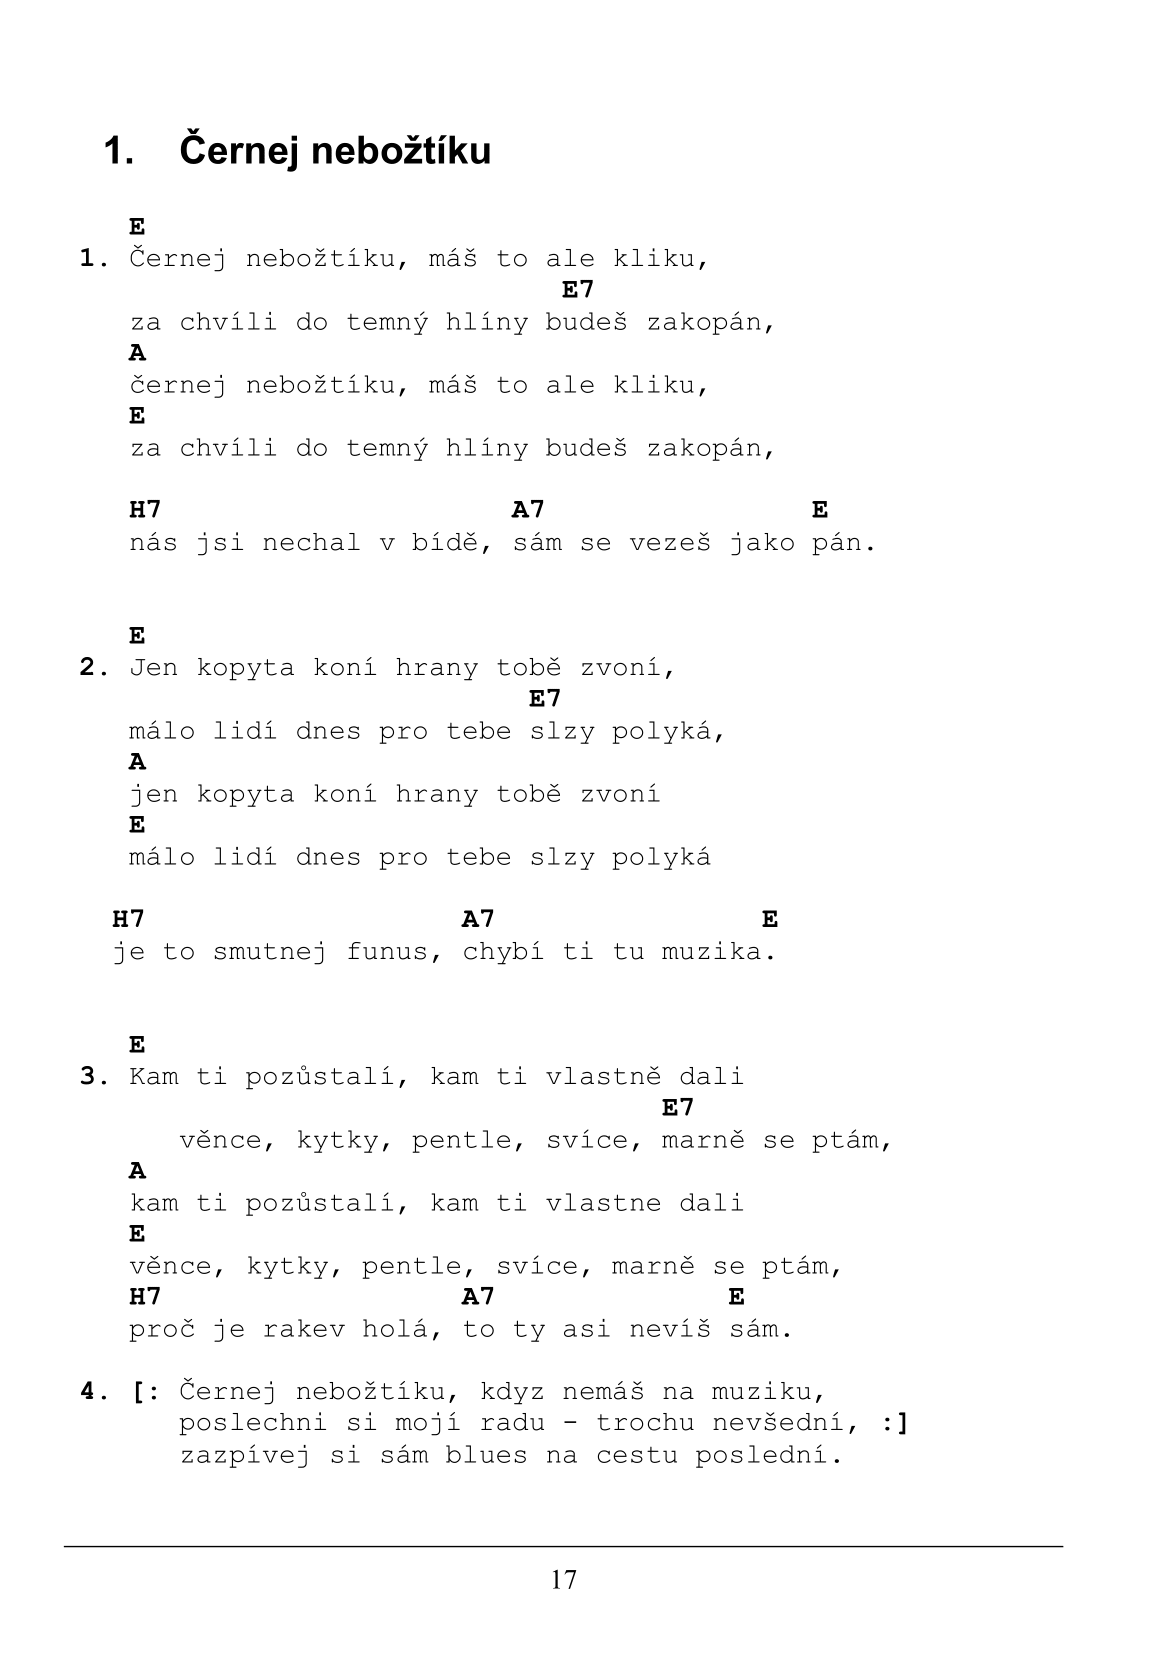 1. Černej nebožtíku
E
1. Černej nebožtíku, máš to ale kliku,
E7
za chvíli do temný hlíny budeš zakopán,
A
černej nebožtíku, máš to ale kliku,
E
za chvíli do temný hlíny budeš zakopán,
H7 A7 E
nás jsi nechal v bídě, sám se vezeš jako pán.
E
2. Jen kopyta koní hrany tobě zvoní,
E7
málo lidí dnes pro tebe slzy polyká,
A
jen kopyta koní hrany tobě zvoní
E
málo lidí dnes pro tebe slzy polyká
H7 A7 E
je to smutnej funus, chybí ti tu muzika.
E
3. Kam ti pozůstalí, kam ti vlastně dali
E7
věnce, kytky, pentle, svíce, marně se ptám,
A
kam ti pozůstalí, kam ti vlastne dali
E
věnce, kytky, pentle, svíce, marně se ptám,
H7 A7 E
proč je rakev holá, to ty asi nevíš sám.
4. [: Černej nebožtíku, kdyz nemáš na muziku,
poslechni si mojí radu - trochu nevšední, :]
zazpívej si sám blues na cestu poslední.
17